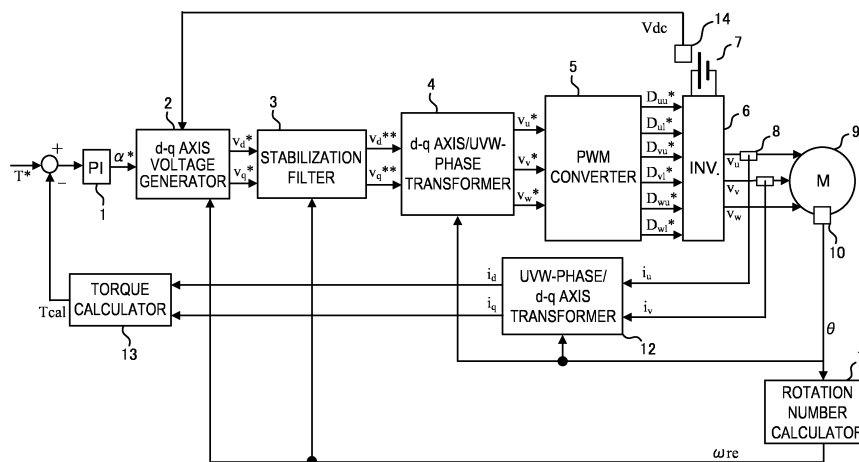 Vdc
14
7
5
4
3
2
6
8
9
T*
+
−
PI
1
α*
d-q AXIS
VOLTAGE
GENERATOR
vd*
vq*
STABILIZATION
FILTER
vd**
vq**
d-q AXIS/UVW-
PHASE
TRANSFORMER
vu*
vv*
vw*
PWM
CONVERTER
Duu*
Dul*
Dvu*
Dvl*
Dwu*
Dwl*
INV.
vu
vv
vw
M
10
Tcal
TORQUE
CALCULATOR
13
id
iq
UVW-PHASE/
d-q AXIS
TRANSFORMER
12
iu
iv
θ
ROTATION
NUMBER
CALCULATOR
ωre